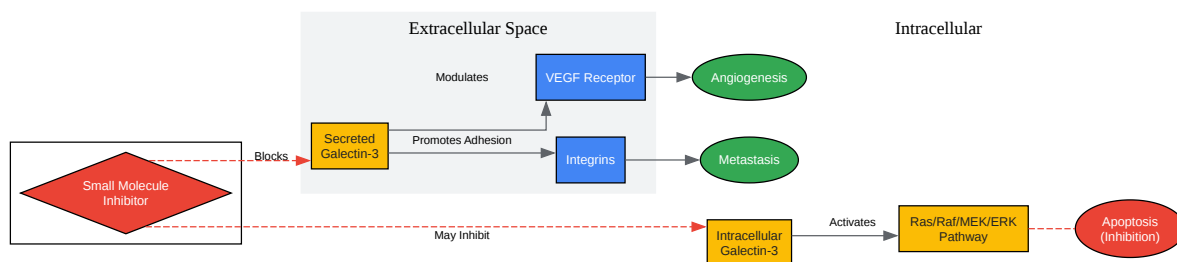 Extracellular Space
Intracellular
Modulates
VEGF Receptor
Angiogenesis
Secreted
Galectin-3
Promotes Adhesion
Blocks
Integrins
Metastasis
Small Molecule
Inhibitor
May Inhibit
Intracellular
Galectin-3
Activates
Ras/Raf/MEK/ERK
Pathway
Apoptosis
(Inhibition)